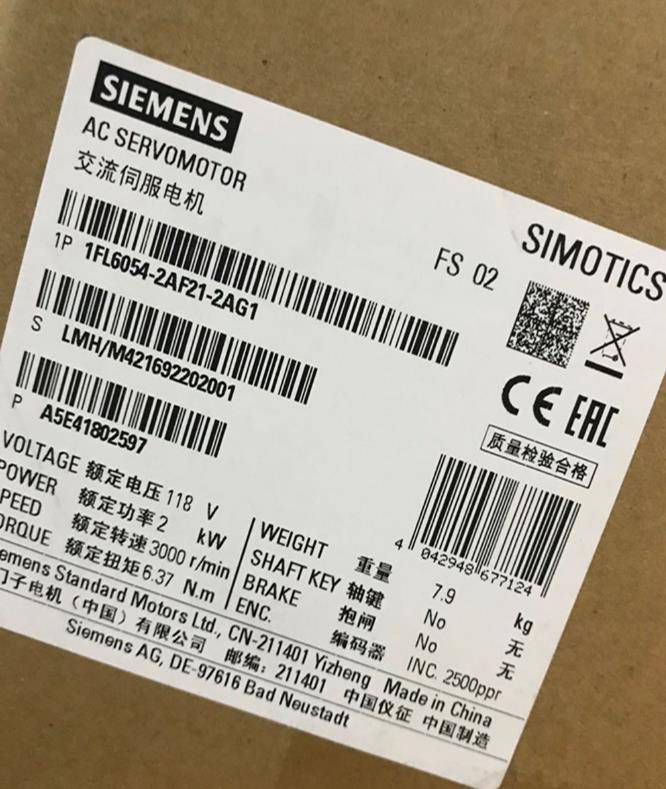 SIEMENS
AC SERVOMOTOR
交流伺服电机
SIMOTICS
FS 02
1P 1FL6054-2AF21-2AG1
S LMH/M421692202001
P A5E41802597
CE EAC
质量检验合格
4 042948 677124
VOLTAGE 额定电压 118 V
POWER 额定功率 2 kW
PEED 额定转速 3000 r/min
ORQUE 额定扭矩 6.37 N.m
WEIGHT 重量 7.9 kg
SHAFT KEY 轴键 No 无
BRAKE 抱闸 No 无
ENC. 编码器 INC. 2500ppr
emens Standard Motors Ltd., CN-211401 Yizheng Made in China
门子电机（中国）有限公司 邮编：211401 中国仪征 中国制造
Siemens AG, DE-97616 Bad Neustadt